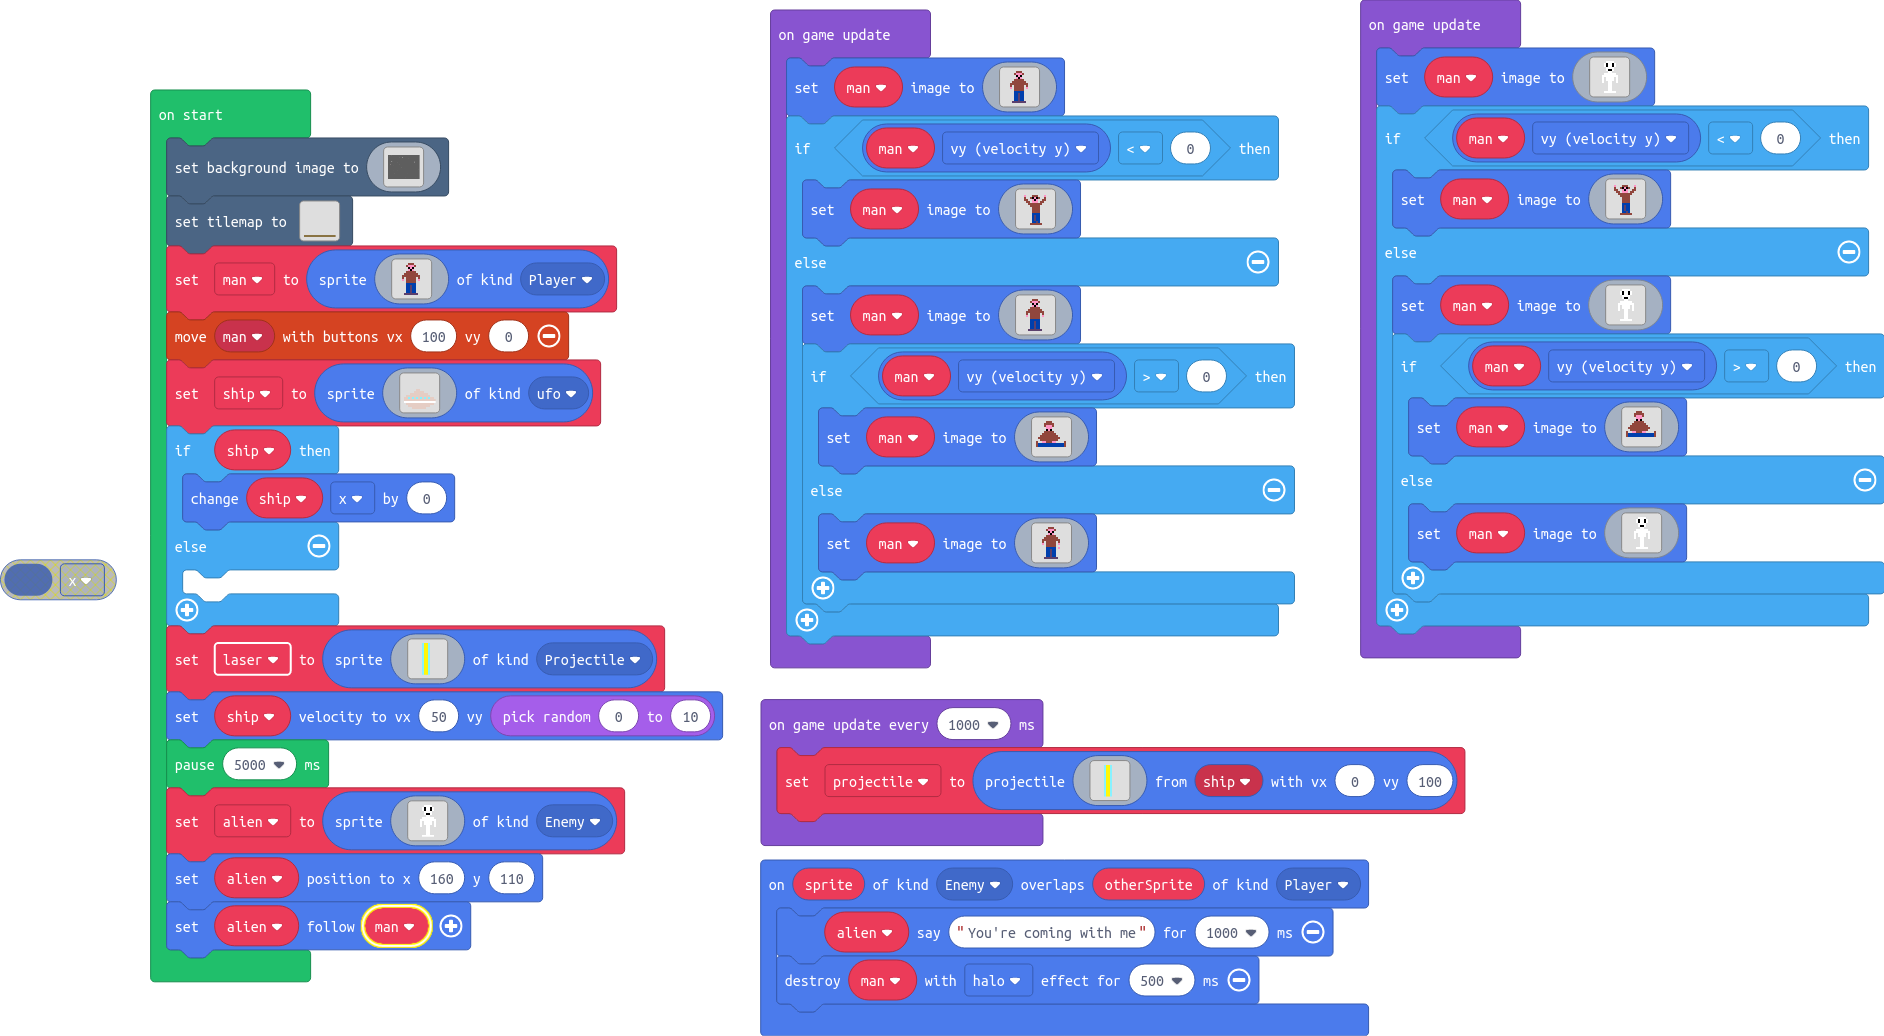 on start
set background image to
set tilemap to
set man to sprite of kind Player
move man with buttons vx 100 vy 0
set ship to sprite of kind ufo
if ship then
change ship x by 0
else
x
set laser to sprite of kind Projectile
set ship velocity to vx 50 vy pick random 0 to 10
pause 5000 ms
set alien to sprite of kind Enemy
set alien position to x 160 y 110
set alien follow man
on game update
set man image to
if man vy (velocity y) < 0 then
set man image to
else
set man image to
if man vy (velocity y) > 0 then
set man image to
else
set man image to
on game update
set man image to
if man vy (velocity y) < 0 then
set man image to
else
set man image to
if man vy (velocity y) > 0 then
set man image to
else
set man image to
on game update every 1000 ms
set projectile to projectile from ship with vx 0 vy 100
on sprite of kind Enemy overlaps otherSprite of kind Player
alien say "You're coming with me" for 1000 ms
destroy man with halo effect for 500 ms